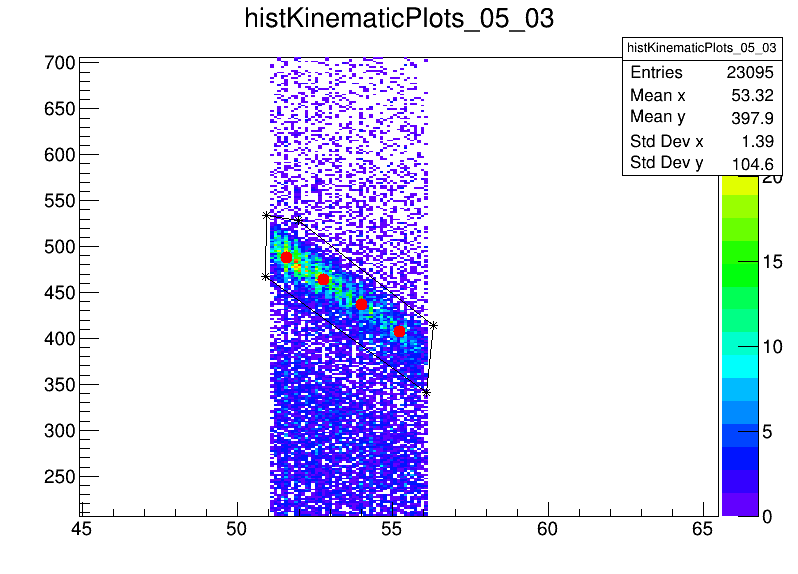 histKinematicPlots_05_03
histKinematicPlots_05_03
Entries 23095
Mean x 53.32
Mean y 397.9
Std Dev x 1.39
Std Dev y 104.6
700
650
600
550
500
450
400
350
300
250
45 50 55 60 65
20
15
10
5
0